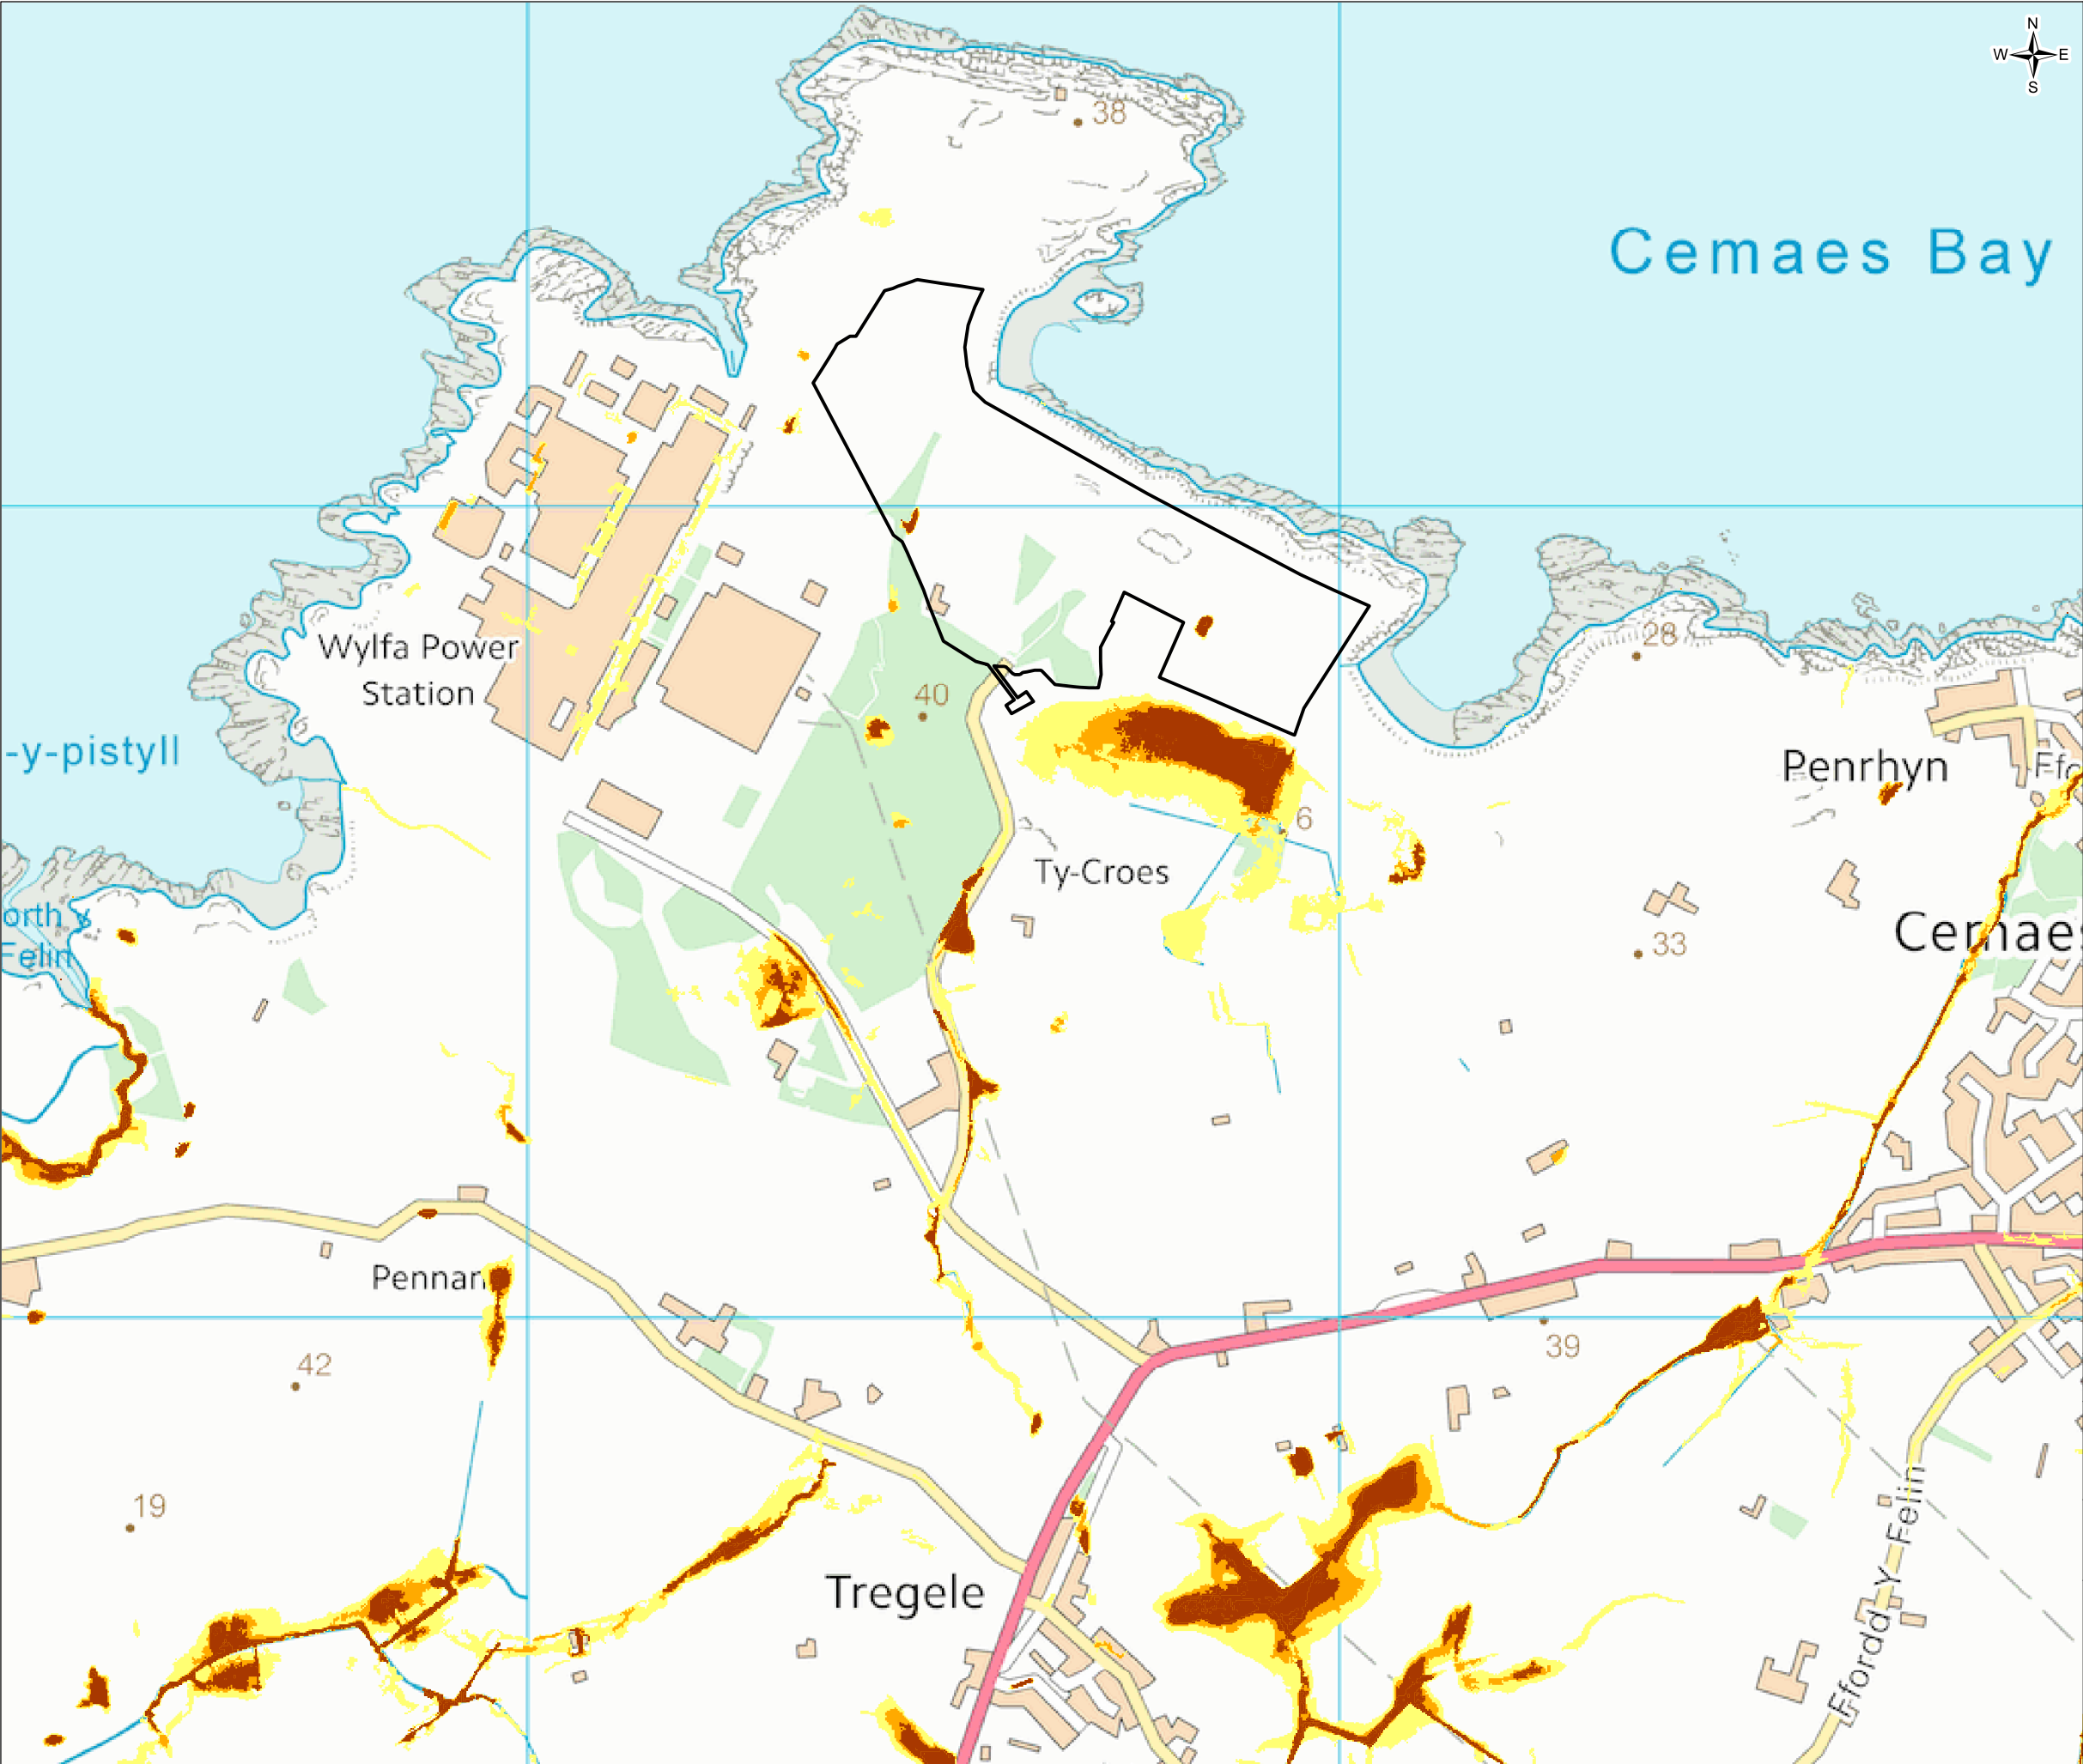 N
W E
S
38
Cemaes Bay
28
Wylfa Power
Station
40
-y-pistyll
Penrhyn
Ffo
6
Ty-Croes
orth y
Felin
33
Cemaes
Pennan
42
39
19
Tregele
Ffordd-Y-Felin